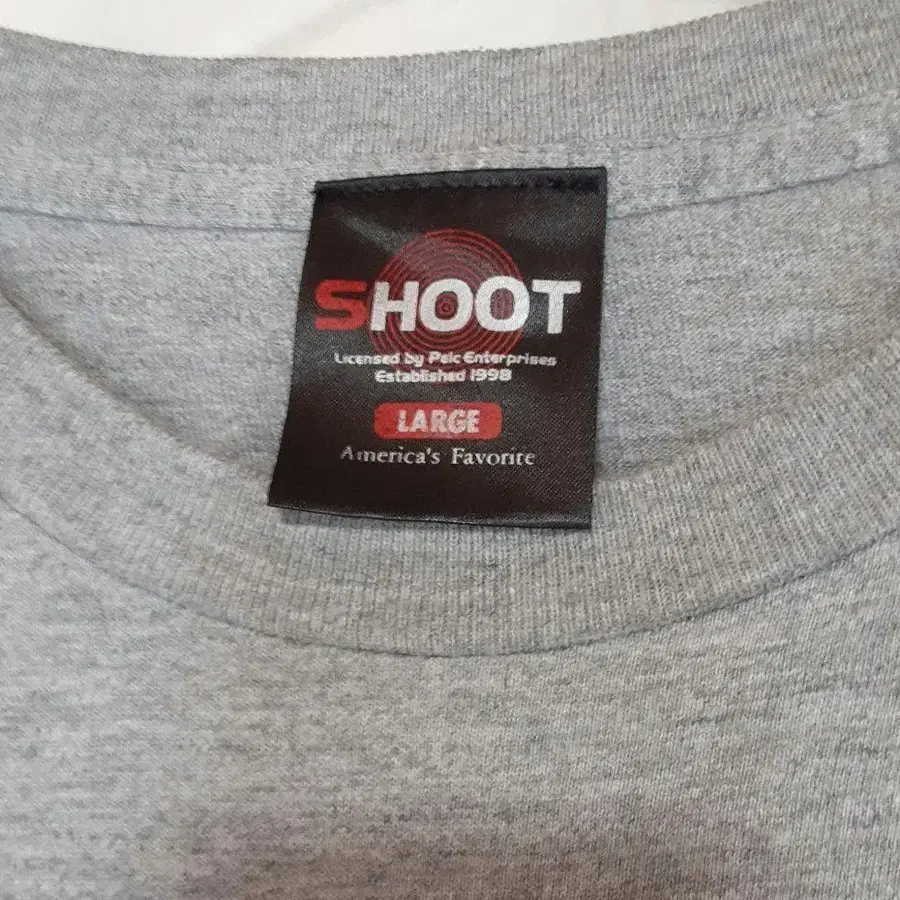 SHOOT
Licensed by Pelc Enterprises
Established 1998
LARGE
America's Favorite